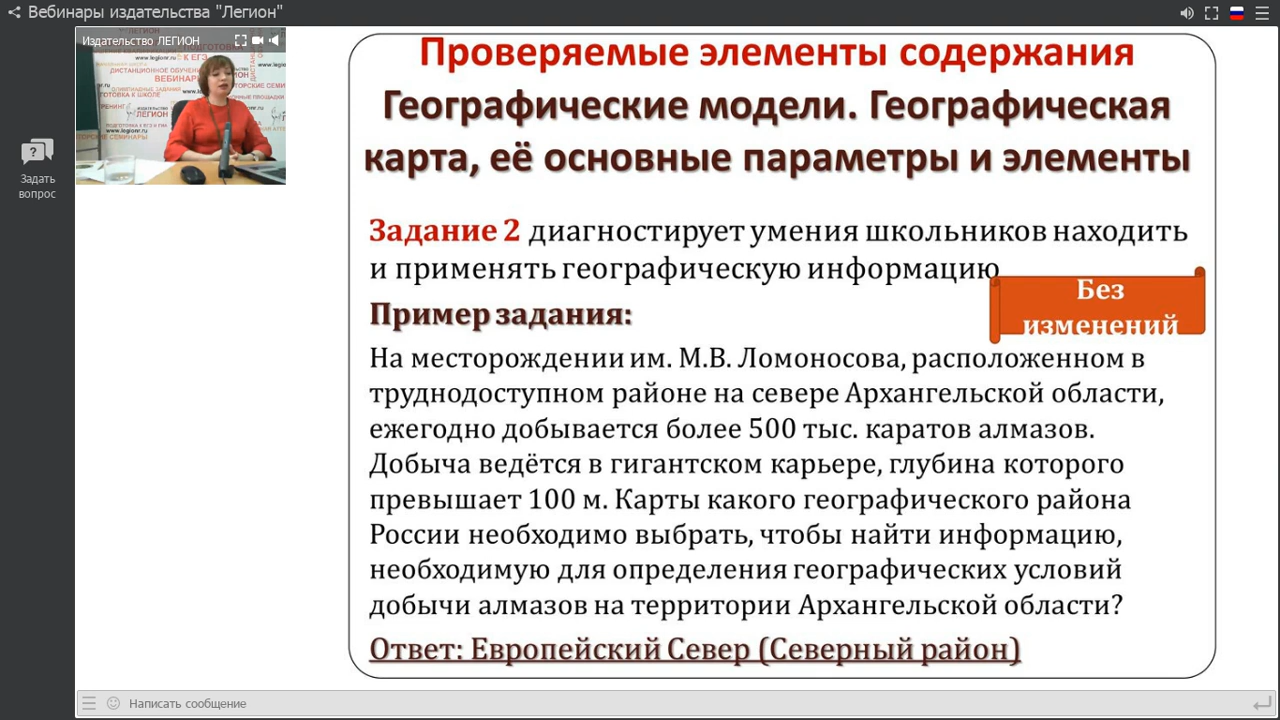 Вебинары издательства "Легион"
Издательство ЛЕГИОН
Задать
вопрос
Проверяемые элементы содержания
Географические модели. Географическая
карта, её основные параметры и элементы
Задание 2 диагностирует умения школьников находить
и применять географическую информацию
Без
изменений
Пример задания:
На месторождении им. М.В. Ломоносова, расположенном в
труднодоступном районе на севере Архангельской области,
ежегодно добывается более 500 тыс. каратов алмазов.
Добыча ведётся в гигантском карьере, глубина которого
превышает 100 м. Карты какого географического района
России необходимо выбрать, чтобы найти информацию,
необходимую для определения географических условий
добычи алмазов на территории Архангельской области?
Ответ: Европейский Север (Северный район)
Написать сообщение